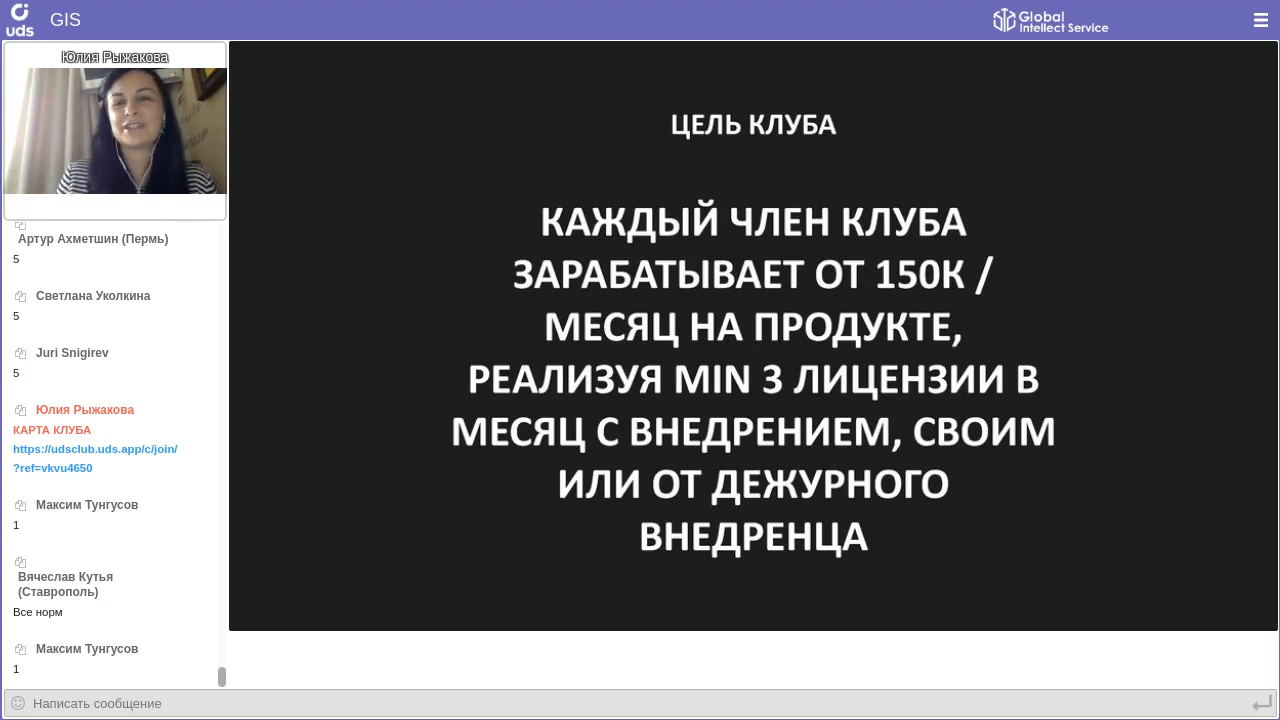 uds
GIS
Global
Intellect Service
Юлия Рыжакова
Артур Ахметшин (Пермь)
5
Светлана Уколкина
5
Juri Snigirev
5
Юлия Рыжакова
КАРТА КЛУБА
https://udsclub.uds.app/c/join/
?ref=vkvu4650
Максим Тунгусов
1
Вячеслав Кутья
(Ставрополь)
Все норм
Максим Тунгусов
1
ЦЕЛЬ КЛУБА
КАЖДЫЙ ЧЛЕН КЛУБА
ЗАРАБАТЫВАЕТ ОТ 150К /
МЕСЯЦ НА ПРОДУКТЕ,
РЕАЛИЗУЯ MIN 3 ЛИЦЕНЗИИ В
МЕСЯЦ С ВНЕДРЕНИЕМ, СВОИМ
ИЛИ ОТ ДЕЖУРНОГО
ВНЕДРЕНЦА
Написать сообщение